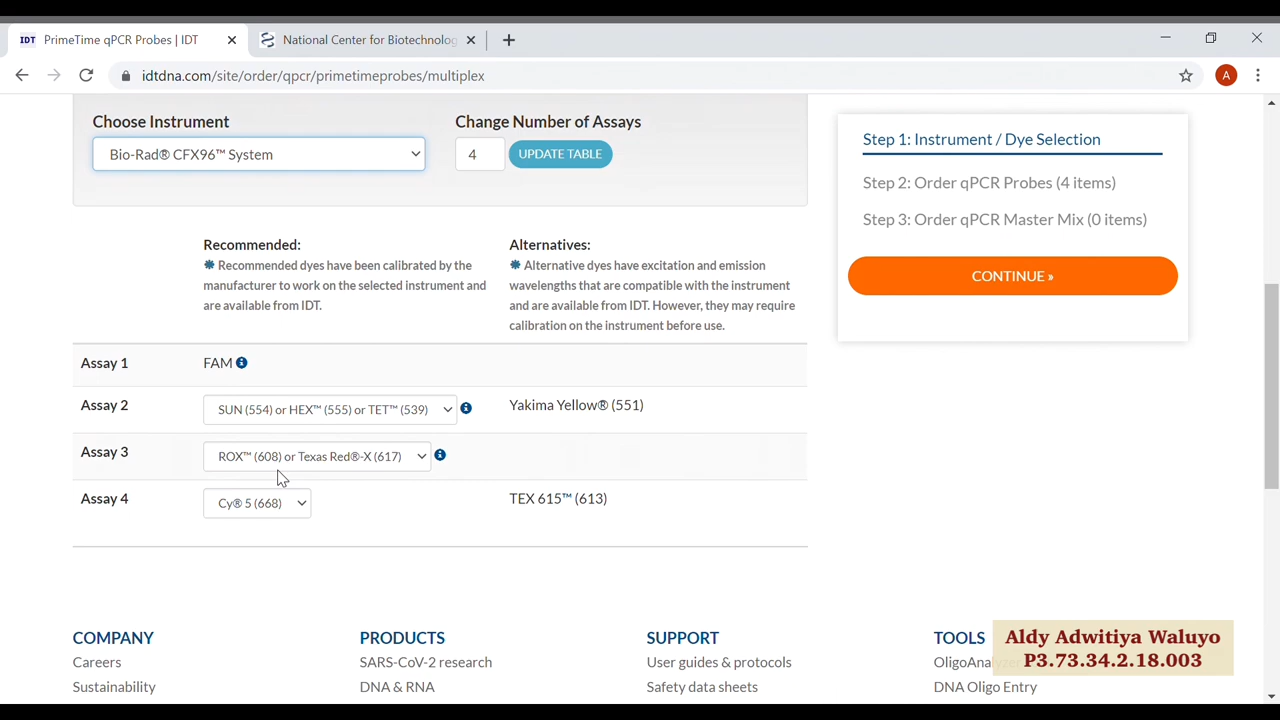 IDT PrimeTime qPCR Probes | IDT
National Center for Biotechnolog
idtdna.com/site/order/qpcr/primetimeprobes/multiplex
A
Choose Instrument
Change Number of Assays
Bio-Rad® CFX96™ System
4
UPDATE TABLE
Step 1: Instrument / Dye Selection
Step 2: Order qPCR Probes (4 items)
Step 3: Order qPCR Master Mix (0 items)
CONTINUE »
Recommended:
Recommended dyes have been calibrated by the
manufacturer to work on the selected instrument and
are available from IDT.
Alternatives:
Alternative dyes have excitation and emission
wavelengths that are compatible with the instrument
and are available from IDT. However, they may require
calibration on the instrument before use.
Assay 1
FAM
Assay 2
SUN (554) or HEX™ (555) or TET™ (539)
Yakima Yellow® (551)
Assay 3
ROX™ (608) or Texas Red®-X (617)
Assay 4
Cy® 5 (668)
TEX 615™ (613)
COMPANY
PRODUCTS
SUPPORT
TOOLS
Careers
SARS-CoV-2 research
User guides & protocols
Sustainability
DNA & RNA
Safety data sheets
DNA Oligo Entry
Aldy Adwitiya Waluyo
P3.73.34.2.18.003